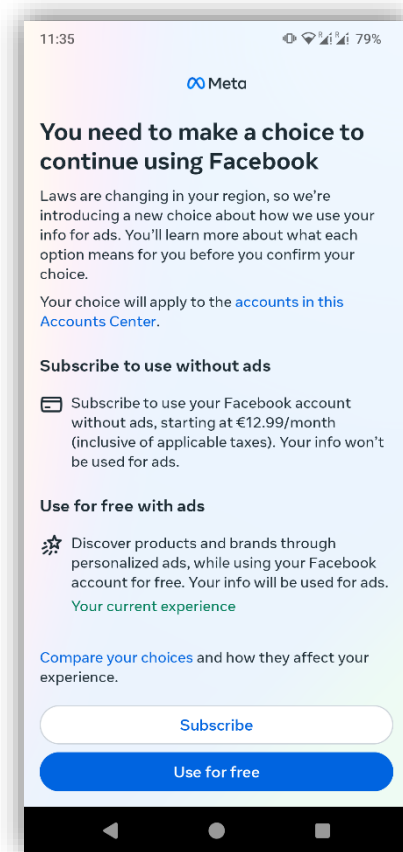 11:35
R R 79%
Meta
You need to make a choice to
continue using Facebook
Laws are changing in your region, so we're
introducing a new choice about how we use your
info for ads. You'll learn more about what each
option means for you before you confirm your
choice.
Your choice will apply to the accounts in this
Accounts Center.
Subscribe to use without ads
Subscribe to use your Facebook account
without ads, starting at €12.99/month
(inclusive of applicable taxes). Your info won't
be used for ads.
Use for free with ads
Discover products and brands through
personalized ads, while using your Facebook
account for free. Your info will be used for ads.
Your current experience
Compare your choices and how they affect your
experience.
Subscribe
Use for free